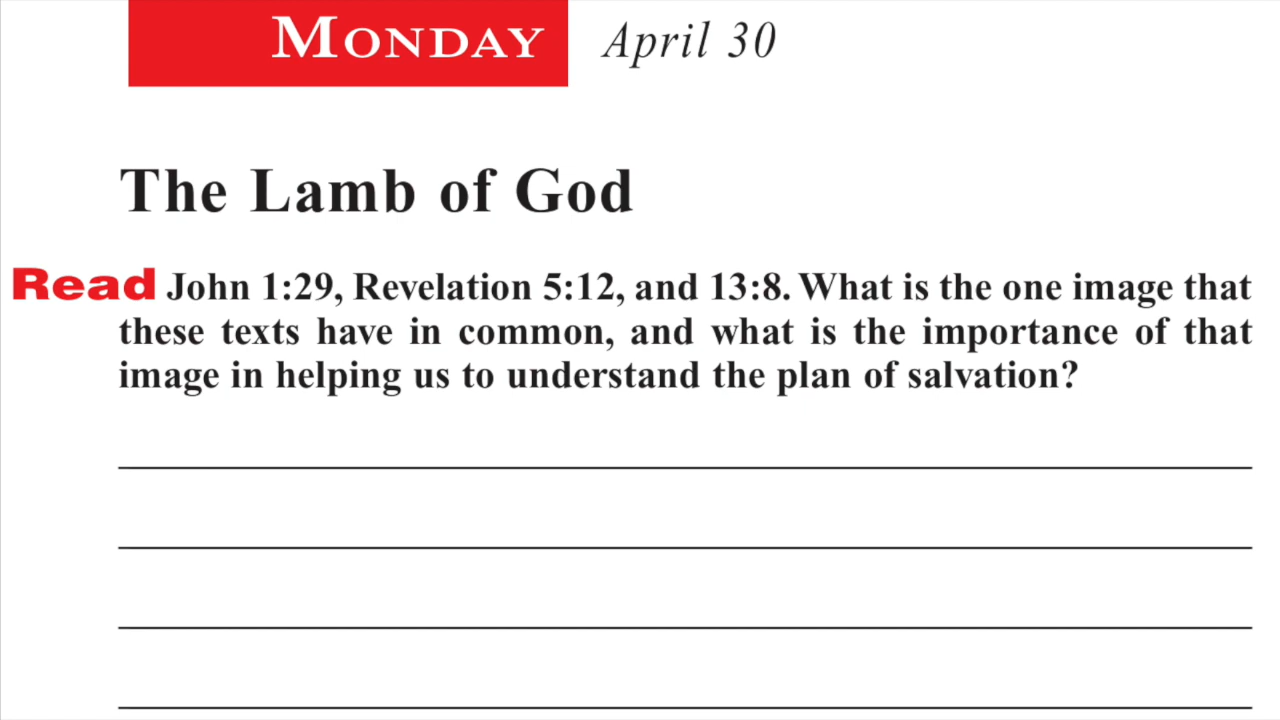 MONDAY April 30
The Lamb of God
Read John 1:29, Revelation 5:12, and 13:8. What is the one image that
these texts have in common, and what is the importance of that
image in helping us to understand the plan of salvation?